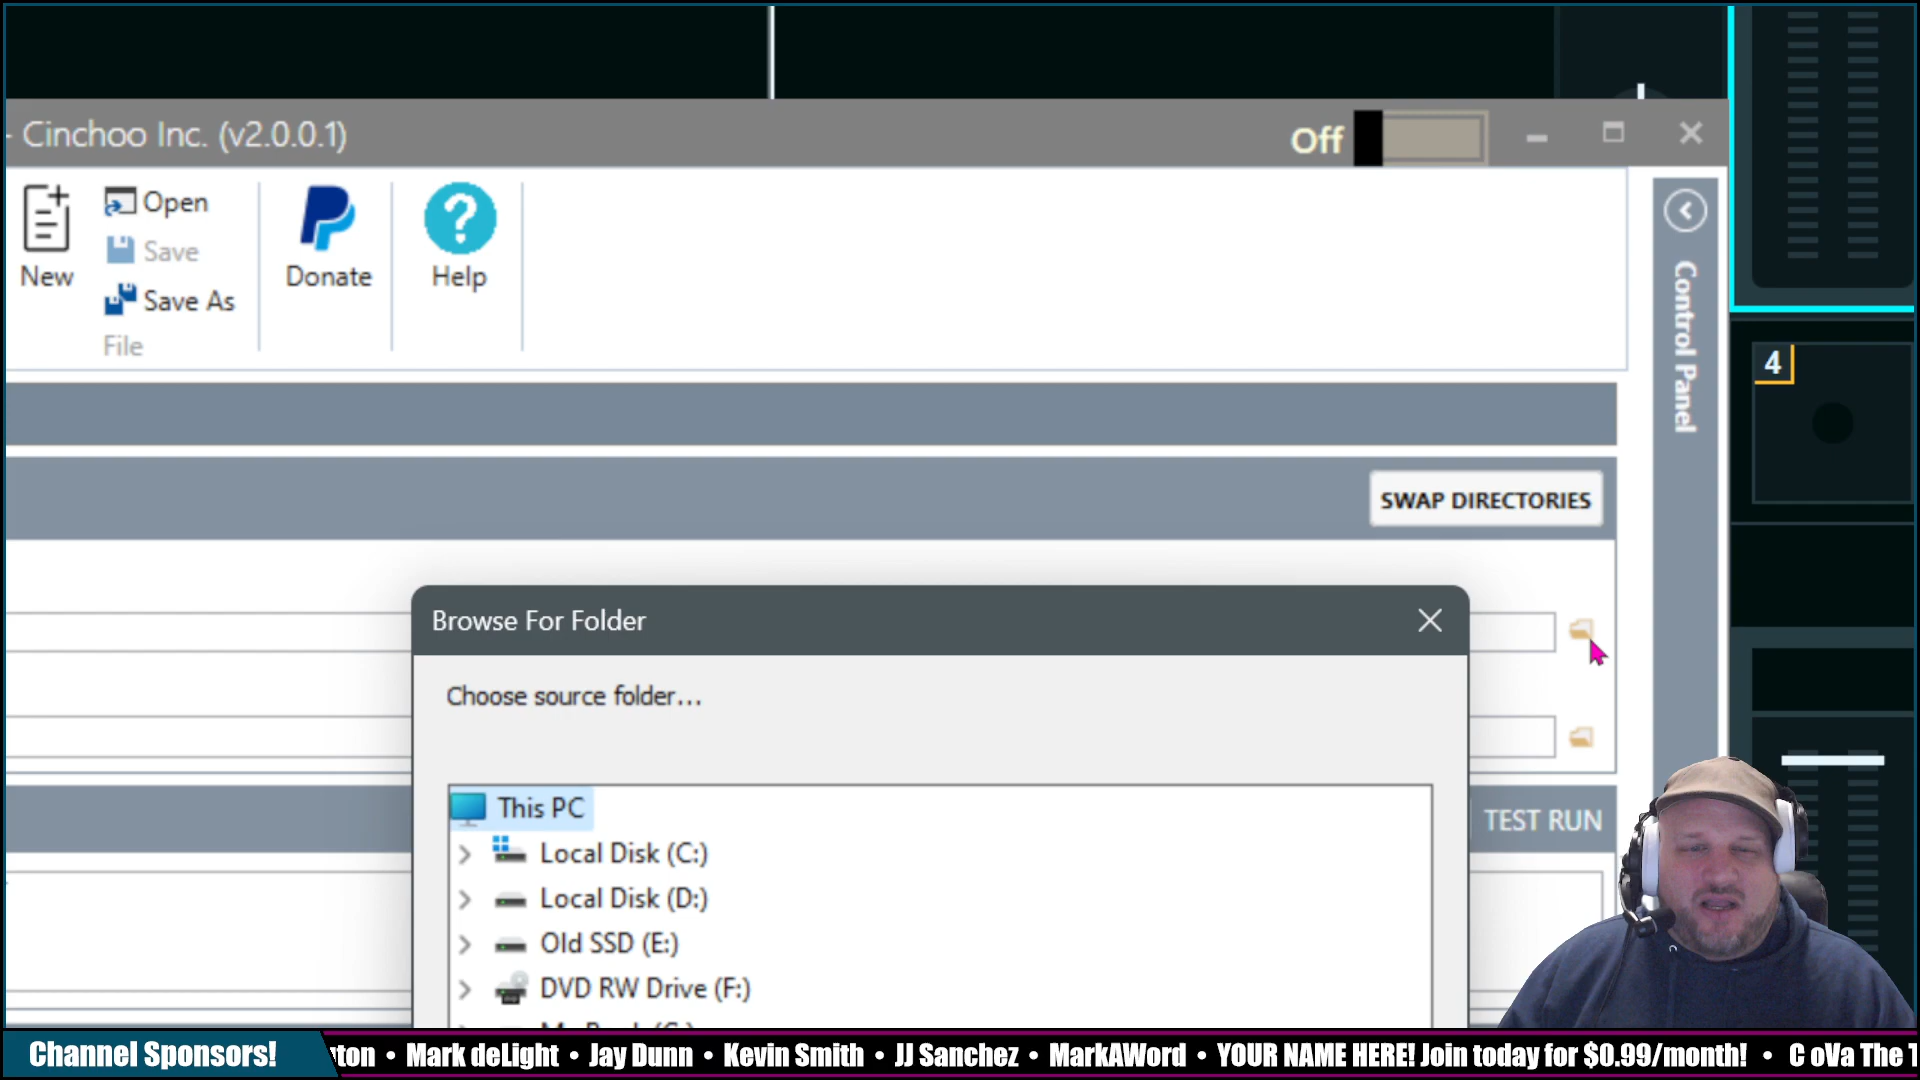 - Cinchoo Inc. (v2.0.0.1)
Off
New
Open
Save
Save As
File
Donate
Help
Control Panel
4
SWAP DIRECTORIES
Browse For Folder
Choose source folder...
This PC
Local Disk (C:)
Local Disk (D:)
Old SSD (E:)
DVD RW Drive (F:)
TEST RUN
Channel Sponsors! ton • Mark deLight • Jay Dunn • Kevin Smith • JJ Sanchez • MarkAWord • YOUR NAME HERE! Join today for $0.99/month! • C oVa The T